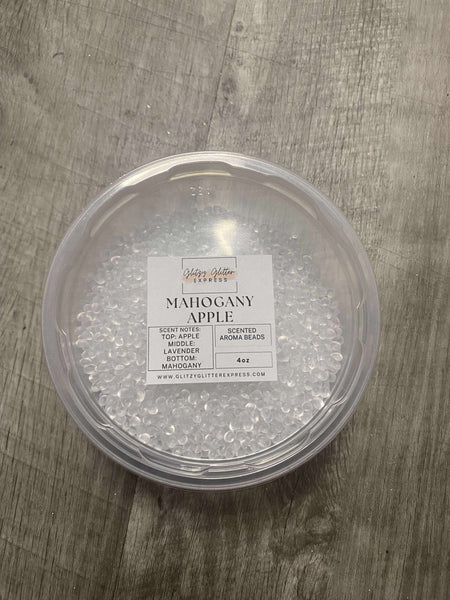 Glitzy Glitter
EXPRESS
MAHOGANY
APPLE
SCENT NOTES:
TOP: APPLE
MIDDLE:
LAVENDER
BOTTOM:
MAHOGANY
SCENTED
AROMA BEADS
4oz
WWW.GLITZYGLITTEREXPRESS.COM